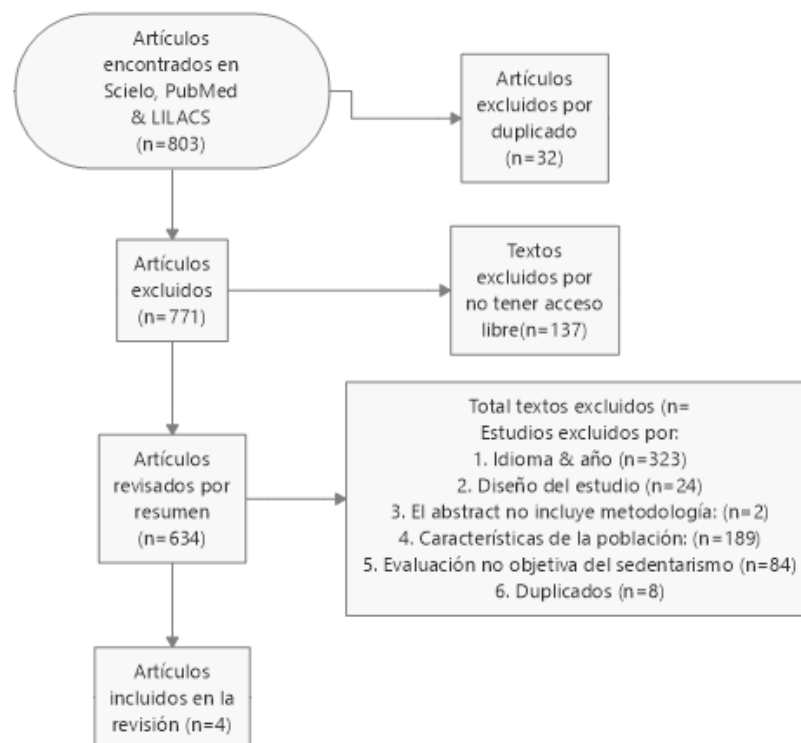 Artículos
encontrados en
Scielo, PubMed
& LILACS
(n=803)
Artículos
excluidos por
duplicado
(n=32)
Artículos
excluidos
(n=771)
Textos
excluidos por
no tener acceso
libre(n=137)
Artículos
revisados por
resumen
(n=634)
Total textos excluidos (n=
Estudios excluidos por:
1. Idioma & año (n=323)
2. Diseño del estudio (n=24)
3. El abstract no incluye metodología: (n=2)
4. Características de la población: (n=189)
5. Evaluación no objetiva del sedentarismo (n=84)
6. Duplicados (n=8)
Artículos
incluidos en la
revisión (n=4)